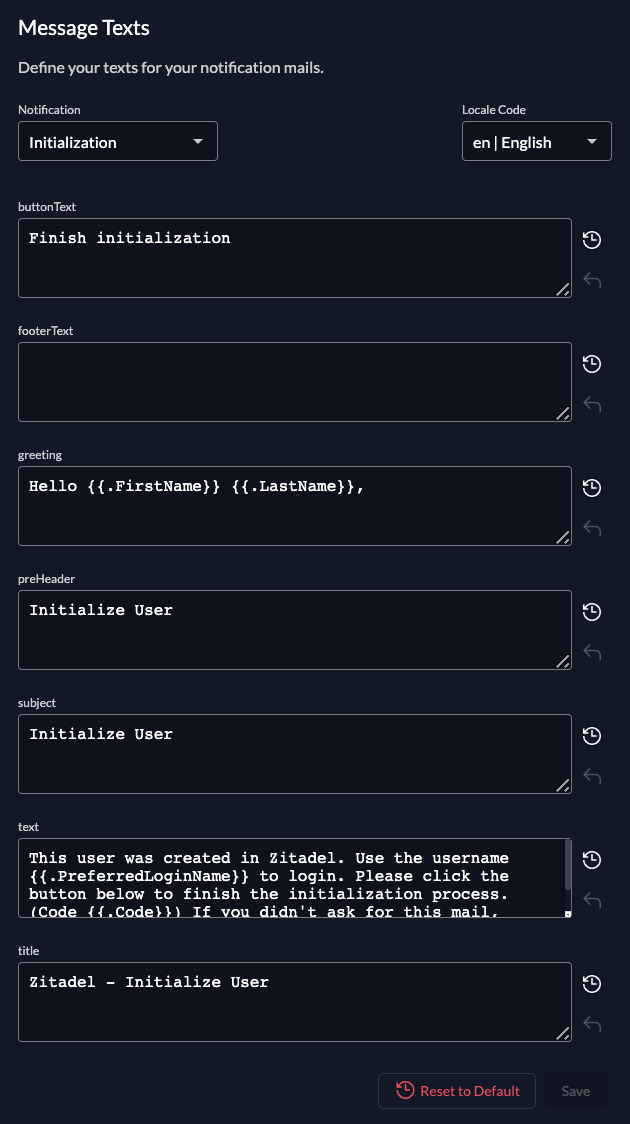 Message Texts
Define your texts for your notification mails.
Notification
Locale Code
Initialization
en | English
buttonText
Finish initialization
footerText
greeting
Hello {{.FirstName}} {{.LastName}},
preHeader
Initialize User
subject
Initialize User
text
This user was created in Zitadel. Use the username
{{.PreferredLoginName}} to login. Please click the
button below to finish the initialization process.
(Code {{.Code}}) If you didn't ask for this mail,
title
Zitadel - Initialize User
Reset to Default
Save